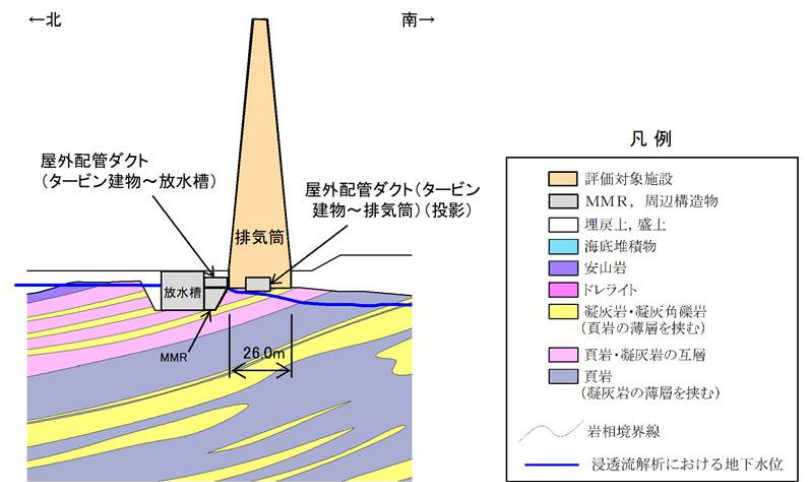 ←北
南→
屋外配管ダクト
(タービン建物～放水槽)
屋外配管ダクト(タービン
建物～排気筒)(投影)
排気筒
放水槽
MMR
26.0m
凡 例
評価対象施設
MMR，周辺構造物
埋戻土，盛土
海底堆積物
安山岩
ドレライト
凝灰岩・凝灰角礫岩
(頁岩の薄層を挟む)
頁岩・凝灰岩の互層
頁岩
(凝灰岩の薄層を挟む)
岩相境界線
浸透流解析における地下水位